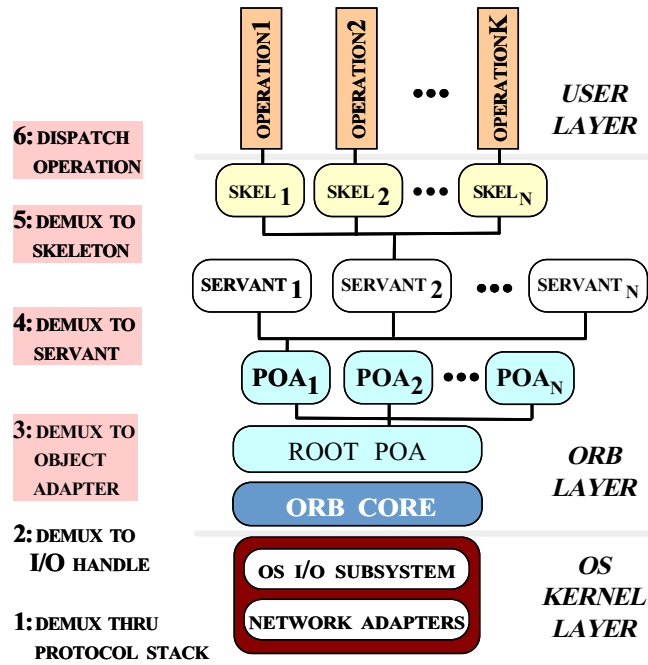 OPERATION1
OPERATION2
•••
OPERATIONK
USER
LAYER
6: DISPATCH
OPERATION
SKEL 1
SKEL 2
•••
SKEL N
5: DEMUX TO
SKELETON
SERVANT 1
SERVANT 2
•••
SERVANT N
4: DEMUX TO
SERVANT
POA1
POA2
•••
POAN
3: DEMUX TO
OBJECT
ADAPTER
ROOT POA
ORB CORE
ORB
LAYER
2: DEMUX TO
I/O HANDLE
OS I/O SUBSYSTEM
NETWORK ADAPTERS
OS
KERNEL
LAYER
1: DEMUX THRU
PROTOCOL STACK